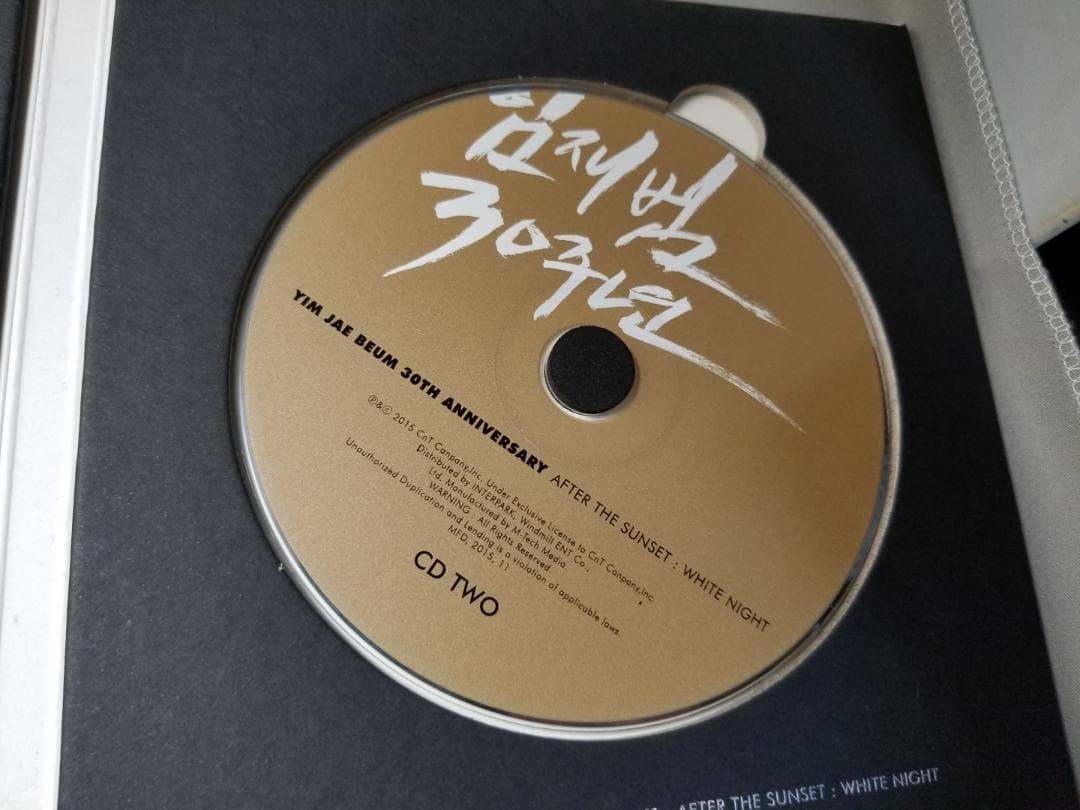 임재범
30주년
YIM JAE BEUM 30TH ANNIVERSARY AFTER THE SUNSET : WHITE NIGHT
℗&© 2015 CnT Canpany,Inc. Under Exclusive License to CnT Canpany,Inc.
Distributed by INTERPARK, Windmill ENT Co.,
Ltd. Manufactured by M-Tech Media
WARNING : All Rights Reserved.
Unauthorized Duplication and Lending is a violation of applicable laws.
MFD, 2015, 11
CD TWO
AFTER THE SUNSET : WHITE NIGHT